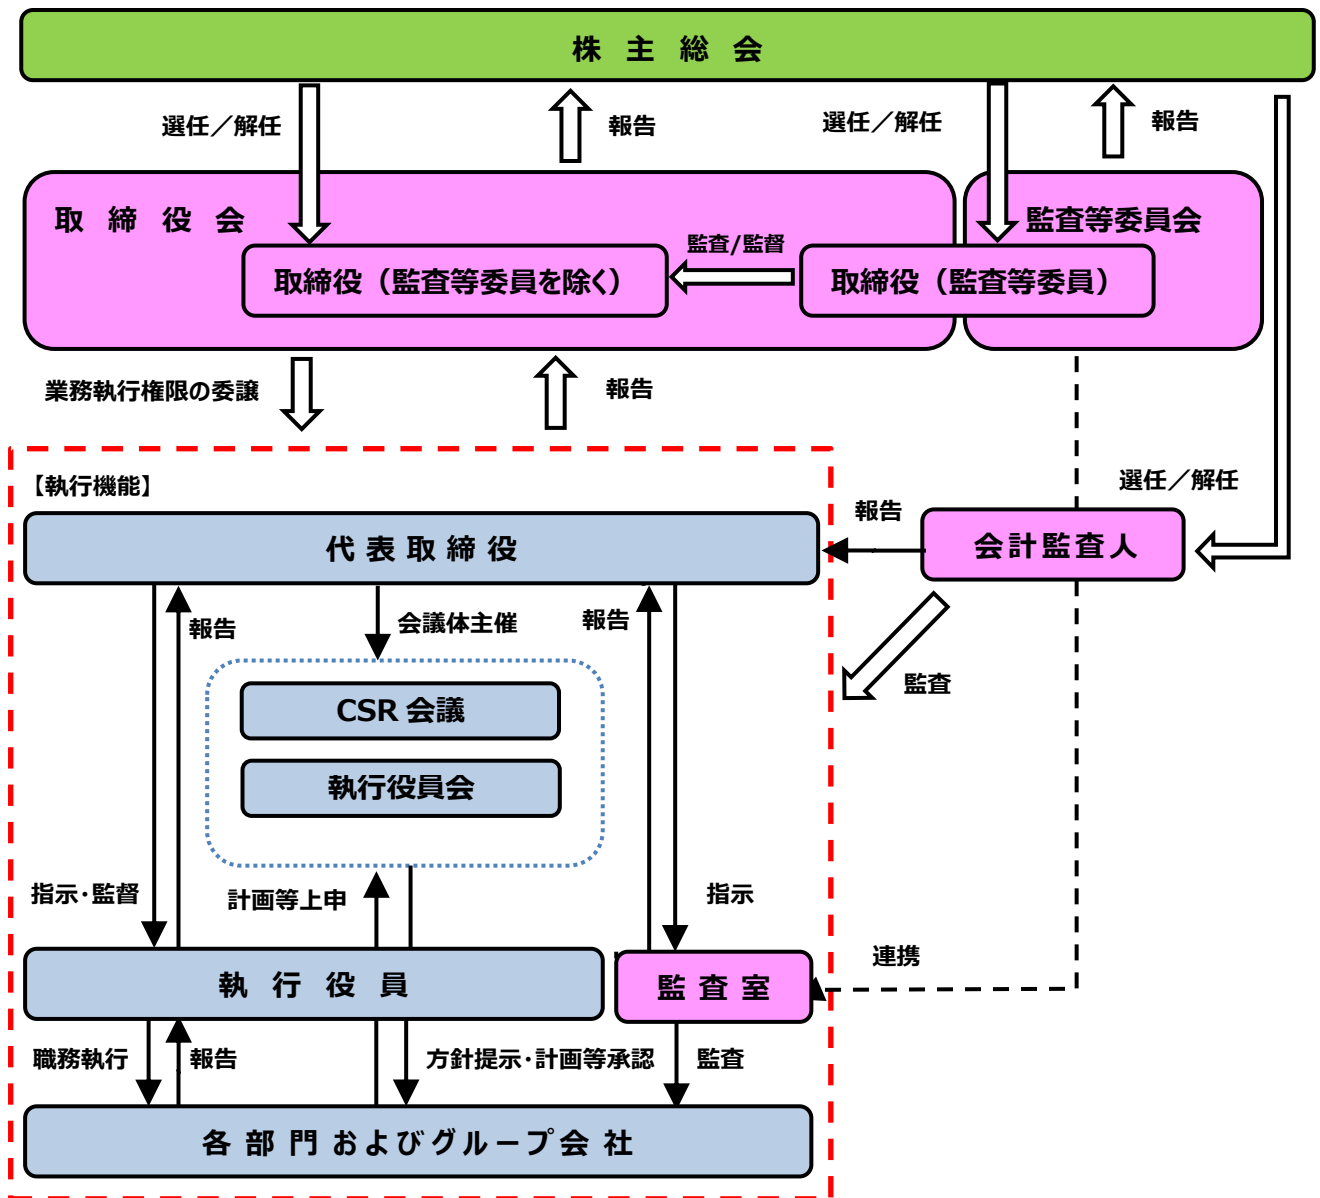 株主総会
選任／解任
報告
選任／解任
報告
取締役会
監査等委員会
監査/監督
取締役（監査等委員を除く）
取締役（監査等委員）
業務執行権限の委譲
報告
【執行機能】
選任／解任
報告
代表取締役
会計監査人
報告
会議体主催
報告
監査
CSR 会議
執行役員会
指示・監督
計画等上申
指示
連携
執行役員
監査室
職務執行
報告
方針提示・計画等承認
監査
各部門およびグループ会社